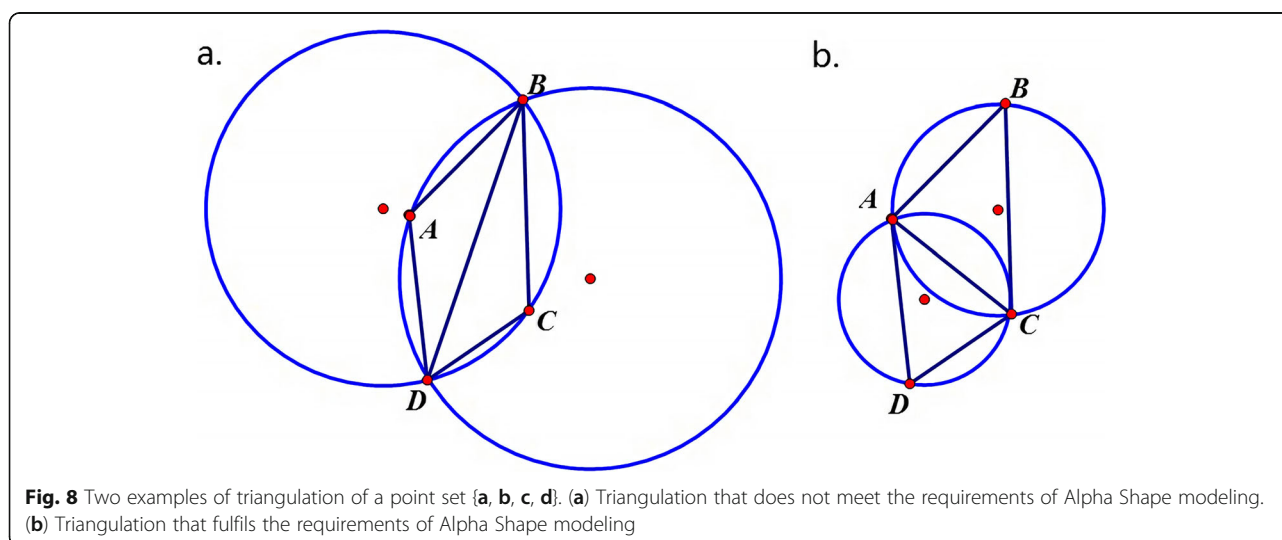 a.
B
A
C
D
b.
B
A
C
D
Fig. 8 Two examples of triangulation of a point set {a, b, c, d}. (a) Triangulation that does not meet the requirements of Alpha Shape modeling.
(b) Triangulation that fulfils the requirements of Alpha Shape modeling